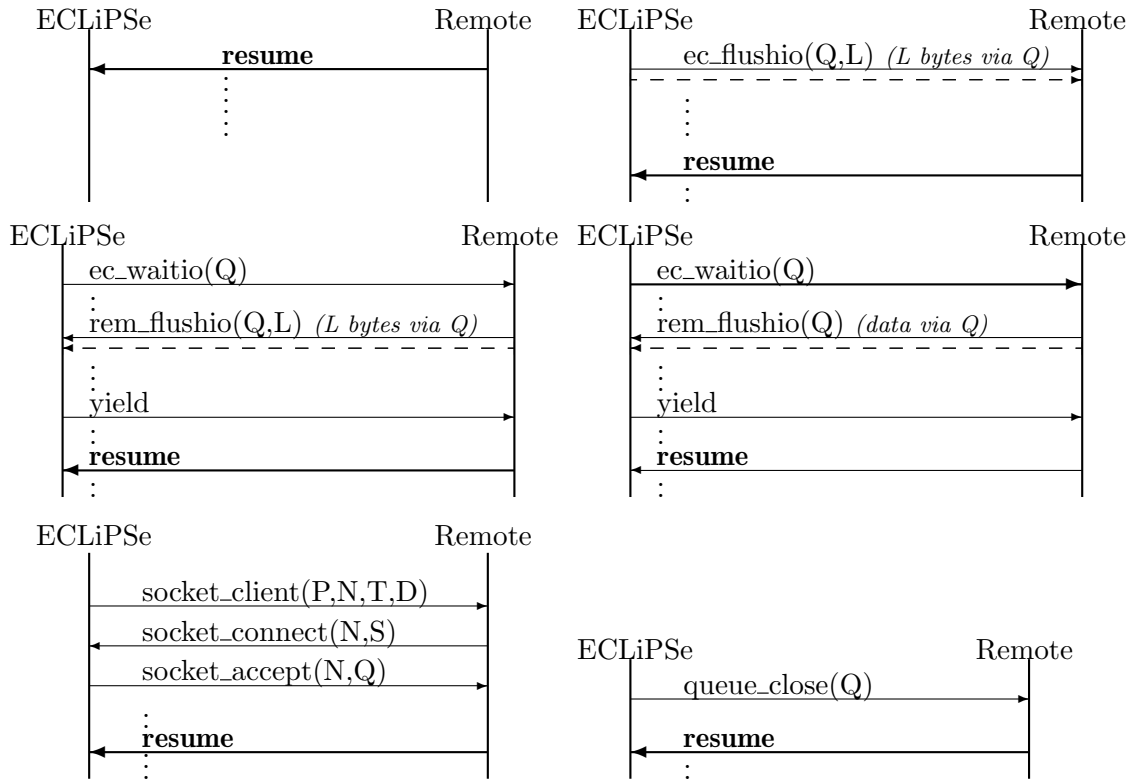 ECLiPSe Remote
resume
ECLiPSe Remote
ec_flushio(Q,L) (L bytes via Q)
resume
ECLiPSe Remote
ec_waitio(Q)
rem_flushio(Q,L) (L bytes via Q)
yield
resume
ECLiPSe Remote
ec_waitio(Q)
rem_flushio(Q) (data via Q)
yield
resume
ECLiPSe Remote
socket_client(P,N,T,D)
socket_connect(N,S)
socket_accept(N,Q)
resume
ECLiPSe Remote
queue_close(Q)
resume